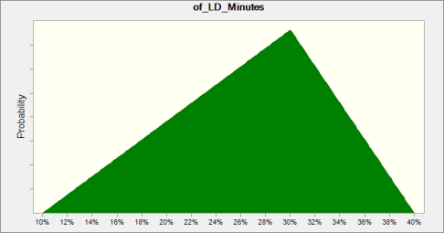 of_LD_Minutes
Probability
10% 12% 14% 16% 18% 20% 22% 24% 26% 28% 30% 32% 34% 36% 38% 40%